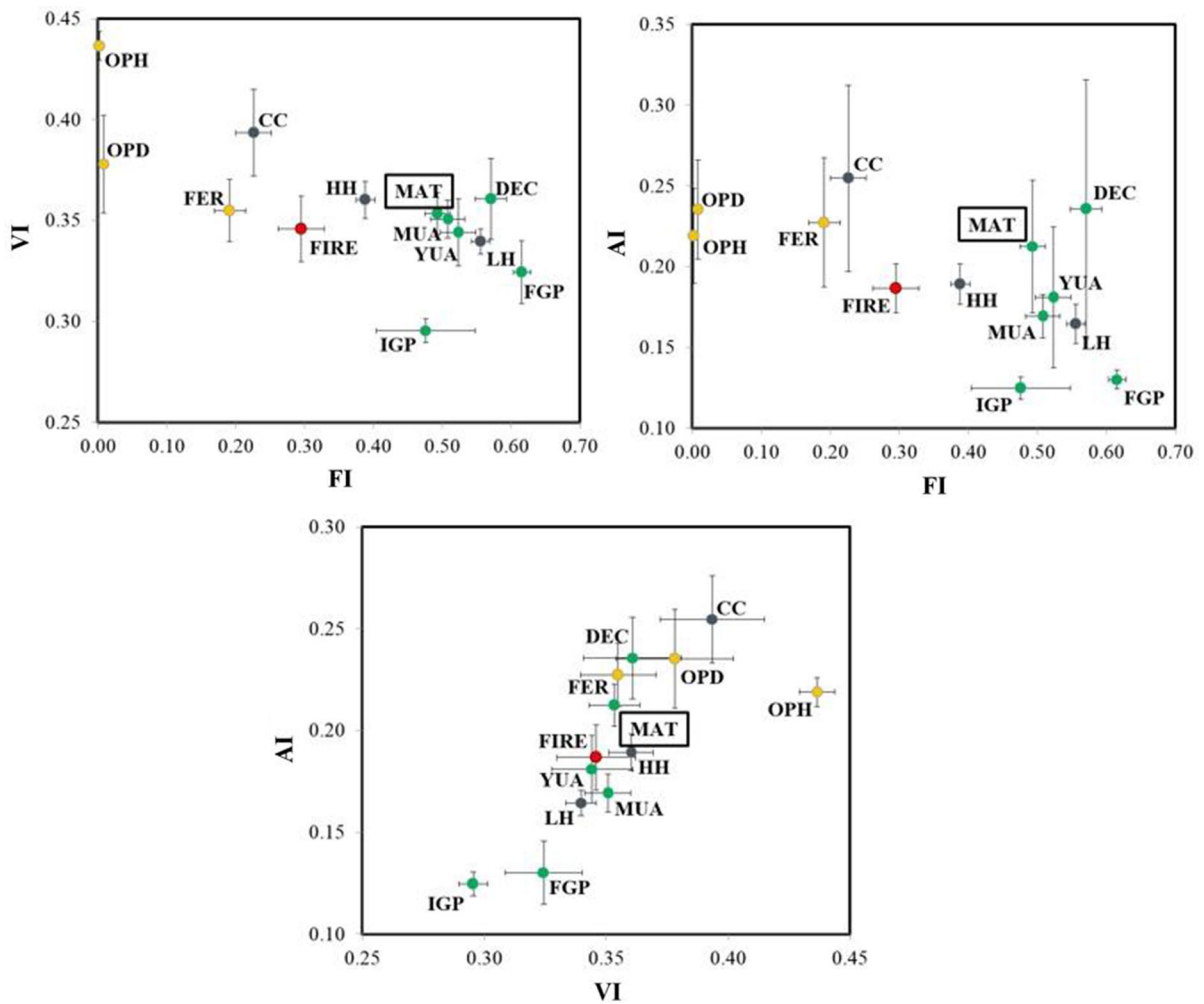 0.45
OPH
0.40
CC
OPD
VI
FER
HH
MAT
DEC
0.35
FIRE
MUA
YUA
LH
FGP
0.30
IGP
0.25
0.00 0.10 0.20 0.30 0.40 0.50 0.60 0.70
FI
0.35
0.30
CC
0.25
OPD
DEC
AI
OPH
FER
MAT
0.20
FIRE
HH
YUA
MUA
LH
0.15
IGP
FGP
0.10
0.00 0.10 0.20 0.30 0.40 0.50 0.60 0.70
FI
0.30
CC
0.25
DEC
OPD
FER
OPH
AI
0.20
MAT
FIRE
HH
YUA
LH
MUA
0.15
IGP
FGP
0.10
0.25 0.30 0.35 0.40 0.45
VI